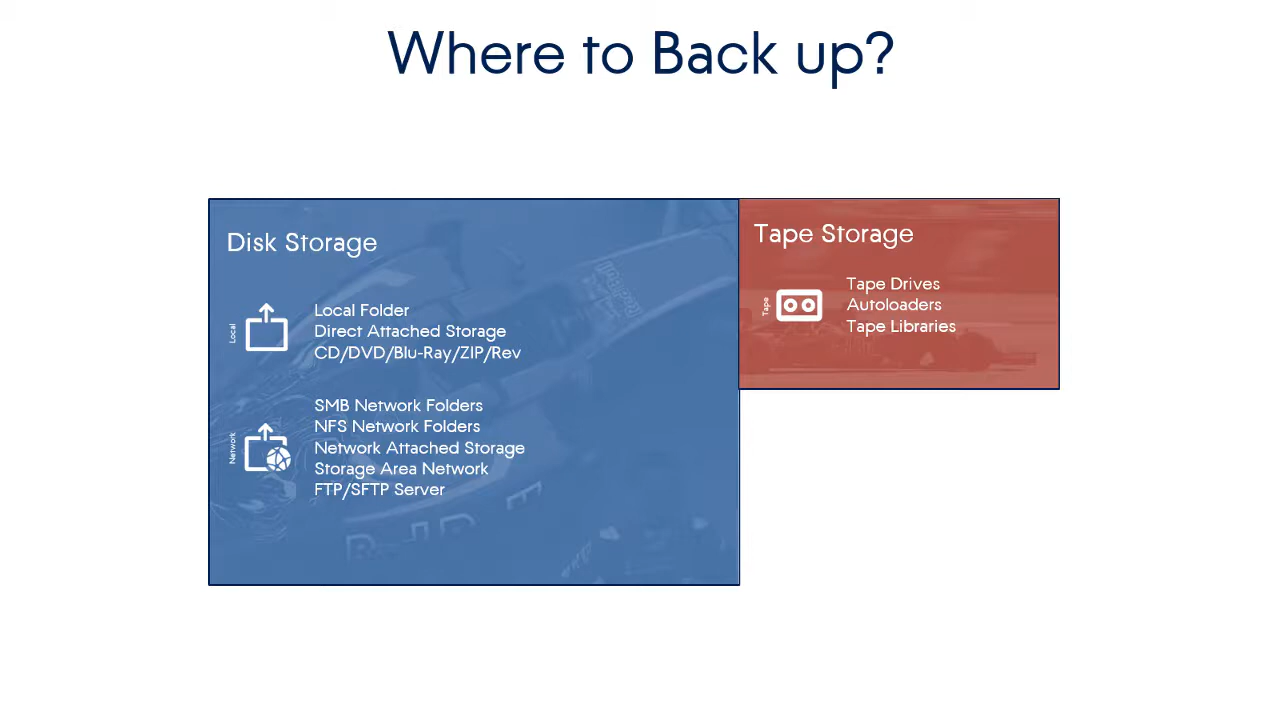 Where to Back up?
Disk Storage
Local
Local Folder
Direct Attached Storage
CD/DVD/Blu-Ray/ZIP/Rev
Network
SMB Network Folders
NFS Network Folders
Network Attached Storage
Storage Area Network
FTP/SFTP Server
Tape Storage
Tape
Tape Drives
Autoloaders
Tape Libraries